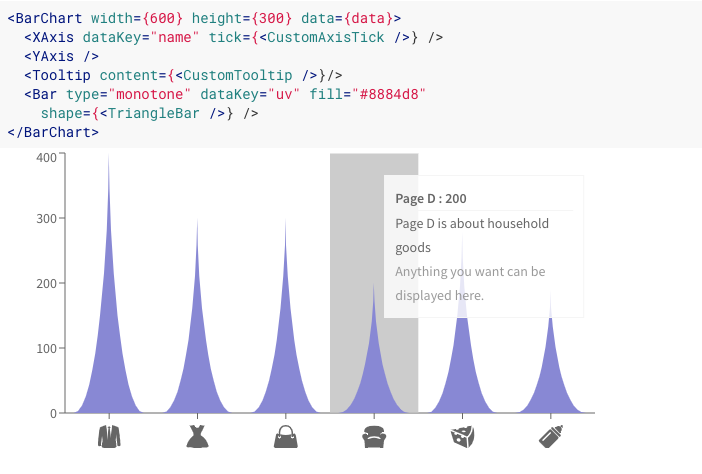 <BarChart width={600} height={300} data={data}>
<XAxis dataKey="name" tick={<CustomAxisTick />} />
<YAxis />
<Tooltip content={<CustomTooltip />}/>
<Bar type="monotone" dataKey="uv" fill="#8884d8"
shape={<TriangleBar />} />
</BarChart>
400
300
200
100
0
Page D : 200
Page D is about household
goods
Anything you want can be
displayed here.